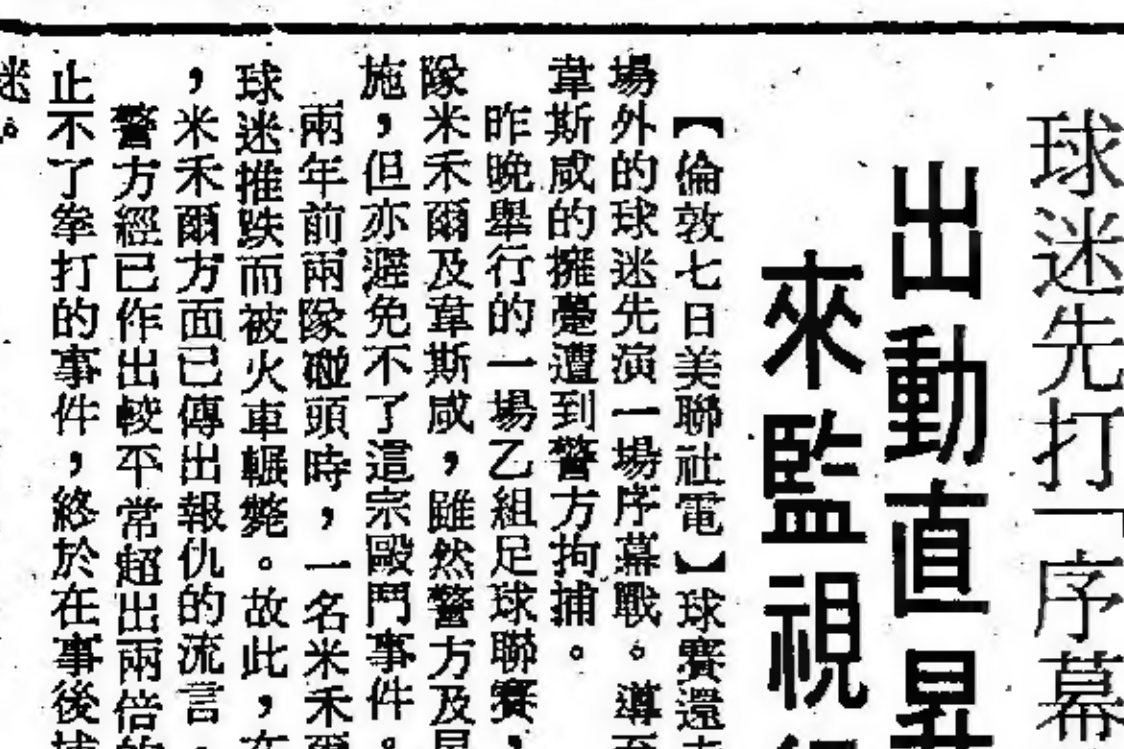 球迷先打「序幕
出動直昇
來監視
【倫敦七日美聯社電】球賽還未
場外的球迷先演一場序幕戰。導至
韋斯咸的擁躉遭到警方拘捕。
昨晚舉行的一場乙組足球聯賽,
隊米禾爾及韋斯咸,雖然警方及
施,但亦避免不了這宗毆鬥事件。
兩年前兩隊碰頭時,一名米禾爾
球迷推跌而被火車輾斃。故此,在
,米禾爾方面已傳出報仇的流言,
警方經已作出較平常超出兩倍的
止不了拳打的事件,終於在事後
迷。